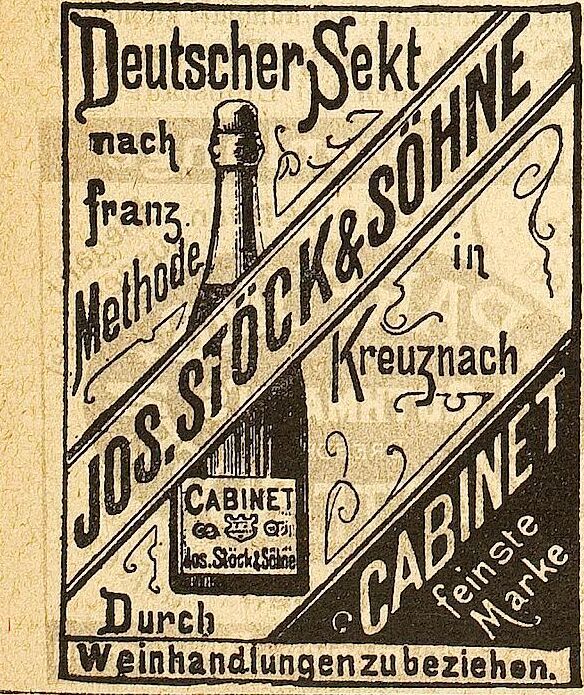 Deutscher Sekt
nach
franz.
Methode
JOS. STÖCK & SÖHNE
in
Kreuznach
CABINET
Jos. Stöck & Söhne
CABINET
feinste
Marke
Durch
Weinhandlungen zu beziehen.